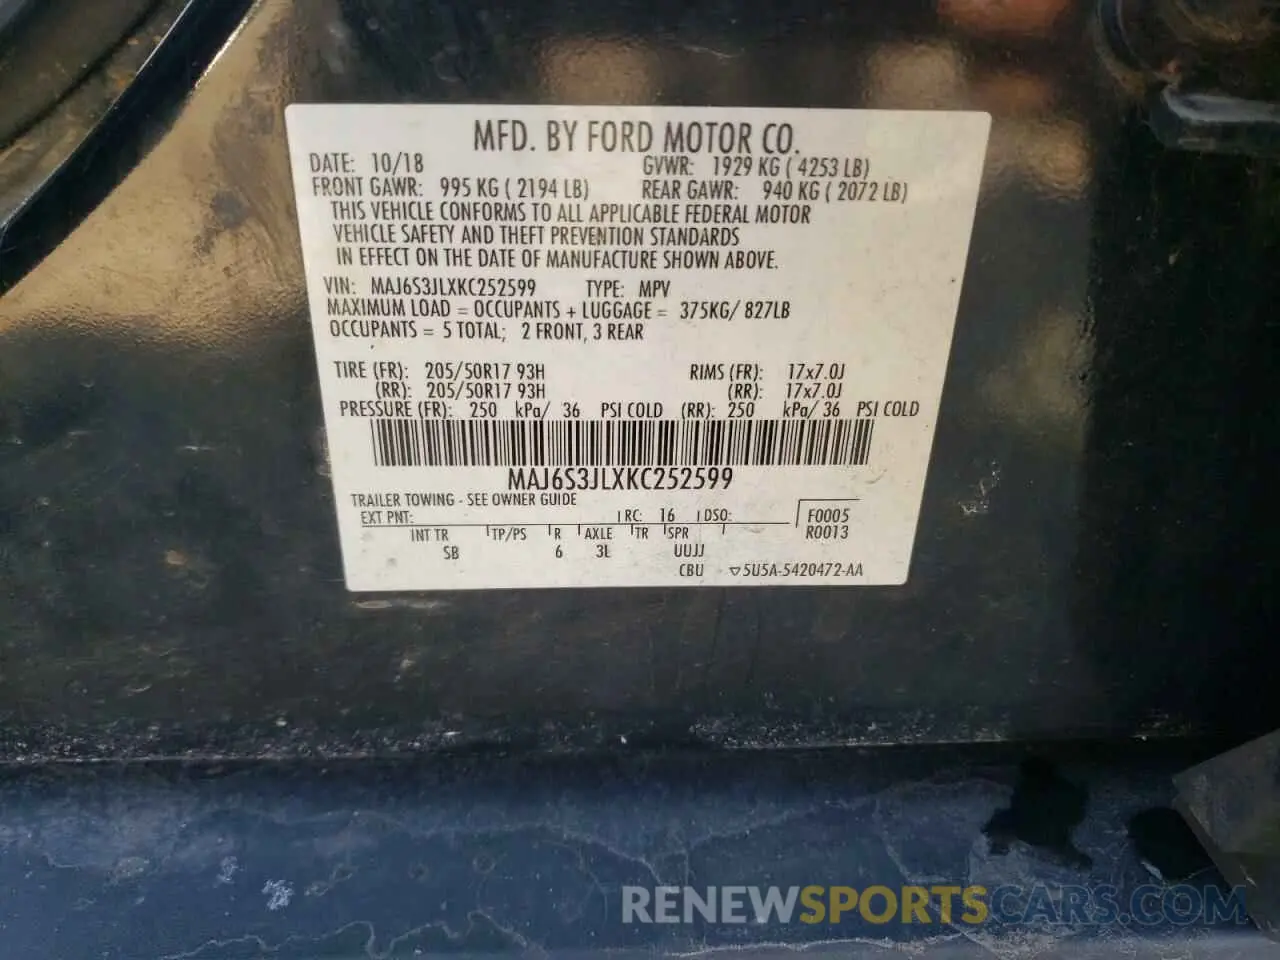 MFD. BY FORD MOTOR CO.
DATE: 10/18 GVWR: 1929 KG ( 4253 LB)
FRONT GAWR: 995 KG ( 2194 LB) REAR GAWR: 940 KG ( 2072 LB)
THIS VEHICLE CONFORMS TO ALL APPLICABLE FEDERAL MOTOR
VEHICLE SAFETY AND THEFT PREVENTION STANDARDS
IN EFFECT ON THE DATE OF MANUFACTURE SHOWN ABOVE.
VIN: MAJ6S3JLXKC252599 TYPE: MPV
MAXIMUM LOAD = OCCUPANTS + LUGGAGE = 375KG/ 827LB
OCCUPANTS = 5 TOTAL; 2 FRONT, 3 REAR
TIRE (FR): 205/50R17 93H RIMS (FR): 17x7.0J
(RR): 205/50R17 93H (RR): 17x7.0J
PRESSURE (FR): 250 kPa/ 36 PSI COLD (RR): 250 kPa/ 36 PSI COLD
MAJ6S3JLXKC252599
TRAILER TOWING - SEE OWNER GUIDE
EXT PNT: RC: 16 DSO: F0005
INT TR TP/PS R AXLE TR SPR R0013
SB 6 3L UUJJ
CBU ▽5U5A-5420472-AA
RENEWSPORTSCARS.COM